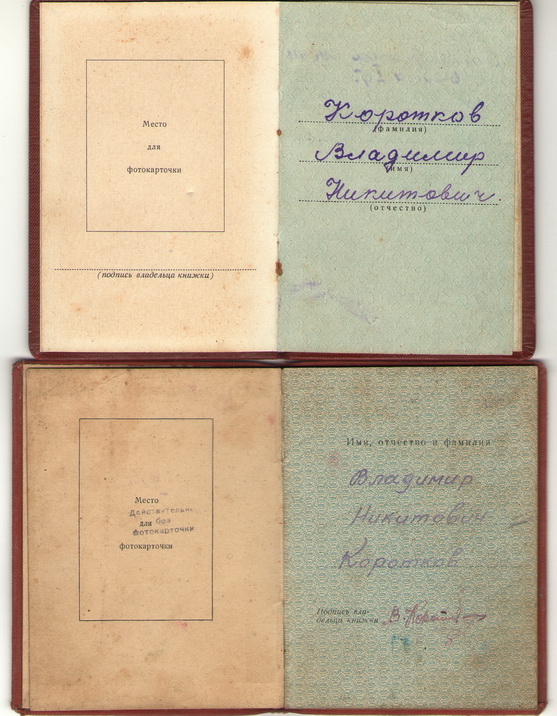 Место
для
фотокарточки
(подпись владельца книжки)
Коротков
(фамилия)
Владимир
(имя)
Никитович.
(отчество)
Место
Действительно
для без
фотокарточки
фотокарточки
Имя, отчество и фамилия
Владимир
Никитович
Коротков
Подпись вла-
дельца книжки В.